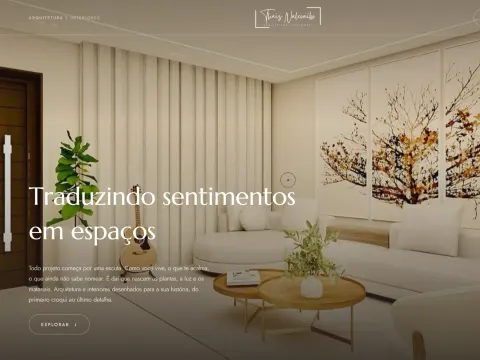 ARQUITETURA | INTERIORES
Traduzindo sentimentos
em espaços
Todo projeto começa por uma escuta. Como você vive, o que te acalma,
o que ainda não sabe nomear. É daí que nascem as plantas, a luz e os
materiais. Arquitetura e interiores desenhados para a sua história, do
primeiro croqui ao último detalhe.
EXPLORAR ↓